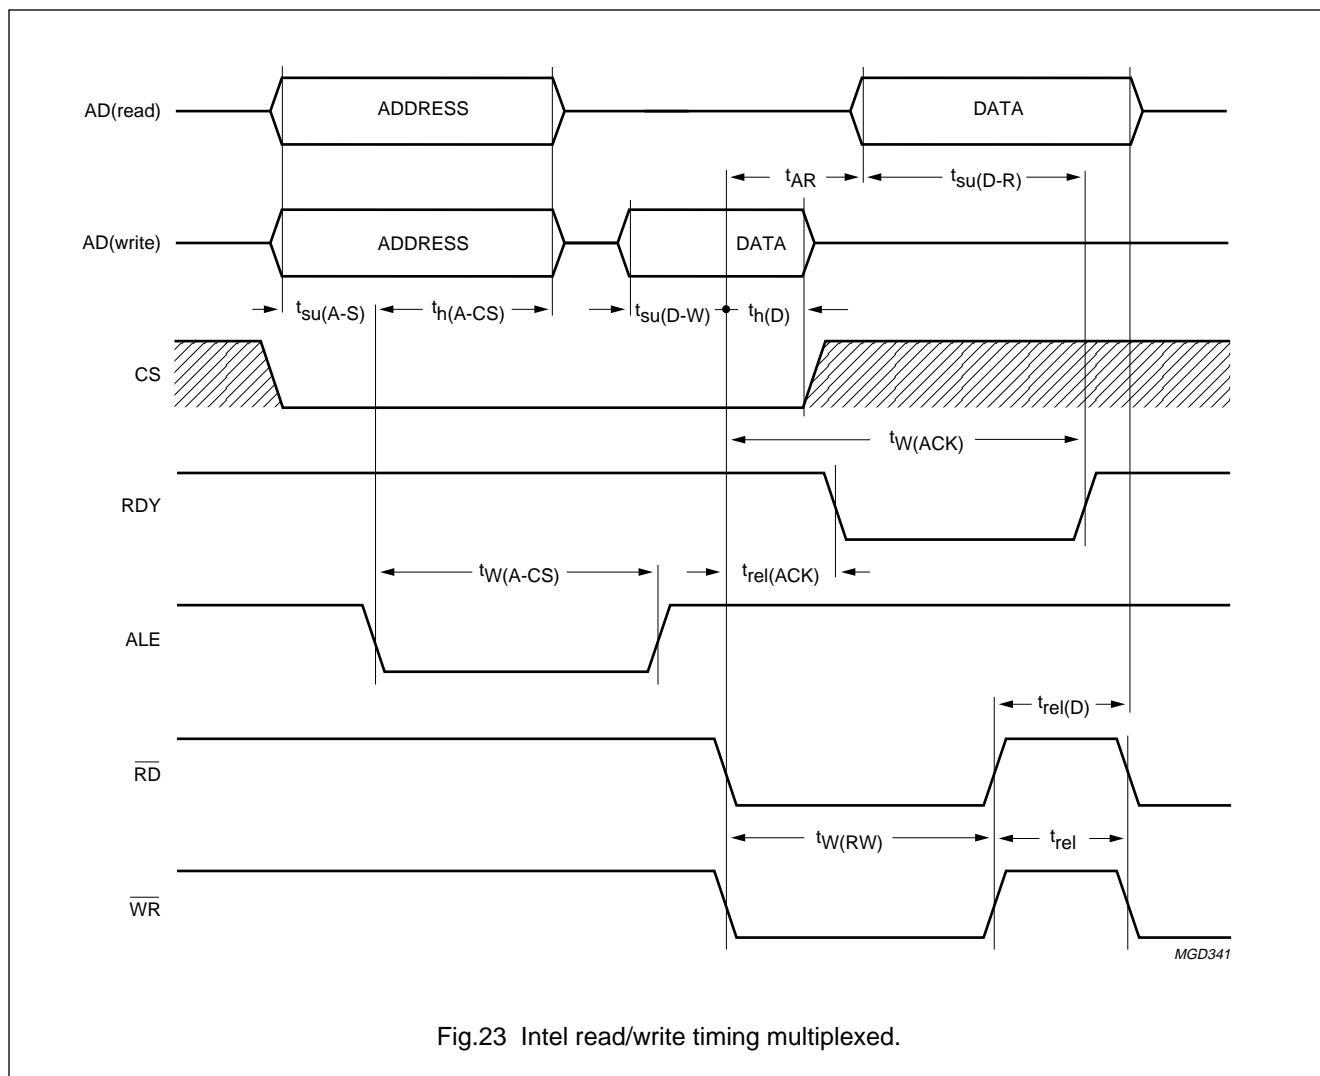 AD(read)
ADDRESS
DATA
tAR
tsu(D-R)
AD(write)
ADDRESS
DATA
tsu(A-S)
th(A-CS)
tsu(D-W)
th(D)
CS
tW(ACK)
RDY
tW(A-CS)
trel(ACK)
ALE
trel(D)
RD
tW(RW)
trel
WR
MGD341
Fig.23 Intel read/write timing multiplexed.